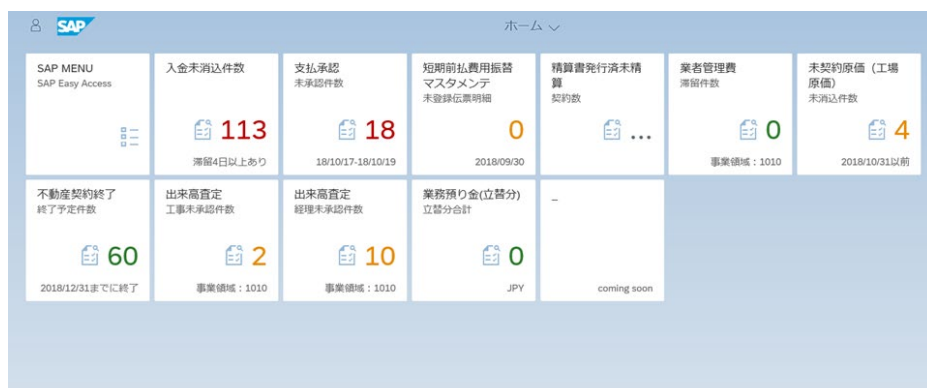 SAP
ホーム
SAP MENU
SAP Easy Access
入金未消込件数
113
滞留4日以上あり
支払承認
未承認件数
18
18/10/17-18/10/19
短期前払費用振替
マスタメンテ
未登録伝票明細
0
2018/09/30
精算書発行済未精
算
契約数
...
業者管理費
滞留件数
0
事業領域：1010
未契約原価（工場
原価）
未消込件数
4
2018/10/31以前
不動産契約終了
終了予定件数
60
2018/12/31までに終了
出来高査定
工事未承認件数
2
事業領域：1010
出来高査定
経理未承認件数
10
事業領域：1010
業務預り金(立替分)
立替分合計
0
JPY
–
coming soon